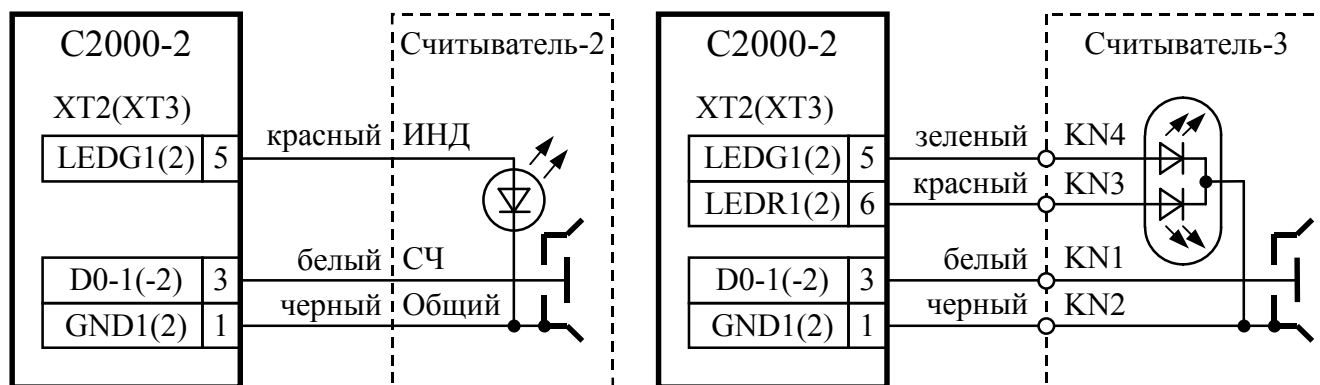 С2000-2
Считыватель-2
XT2(XT3)
красный ИНД
LEDG1(2) 5
белый СЧ
D0-1(-2) 3
черный Общий
GND1(2) 1
С2000-2
Считыватель-3
XT2(XT3)
зеленый KN4
LEDG1(2) 5
красный KN3
LEDR1(2) 6
белый KN1
D0-1(-2) 3
черный KN2
GND1(2) 1